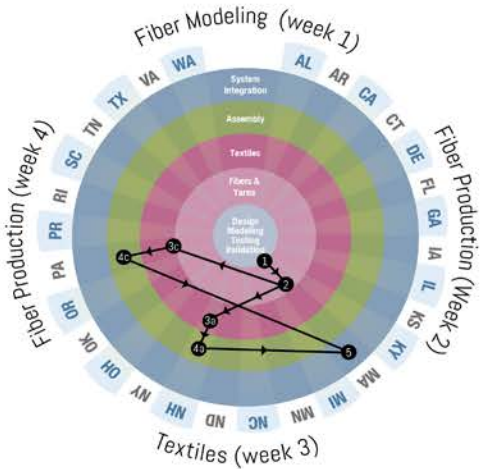 Fiber Modeling (week 1)
WA
AL
AR
CA
CT
DE
FL
GA
IA
IL
KS
KY
MA
MI
MN
NC
ND
NH
NY
OH
OK
OR
PA
PR
RI
SC
TN
TX
VA
Fiber Production (Week 2)
Textiles (week 3)
Fiber Production (week 4)
System
Integration
Assembly
Textiles
Fibers &
Yarns
Design
Modeling
Testing
Validation
1
2
3c
4c
3a
4a
5